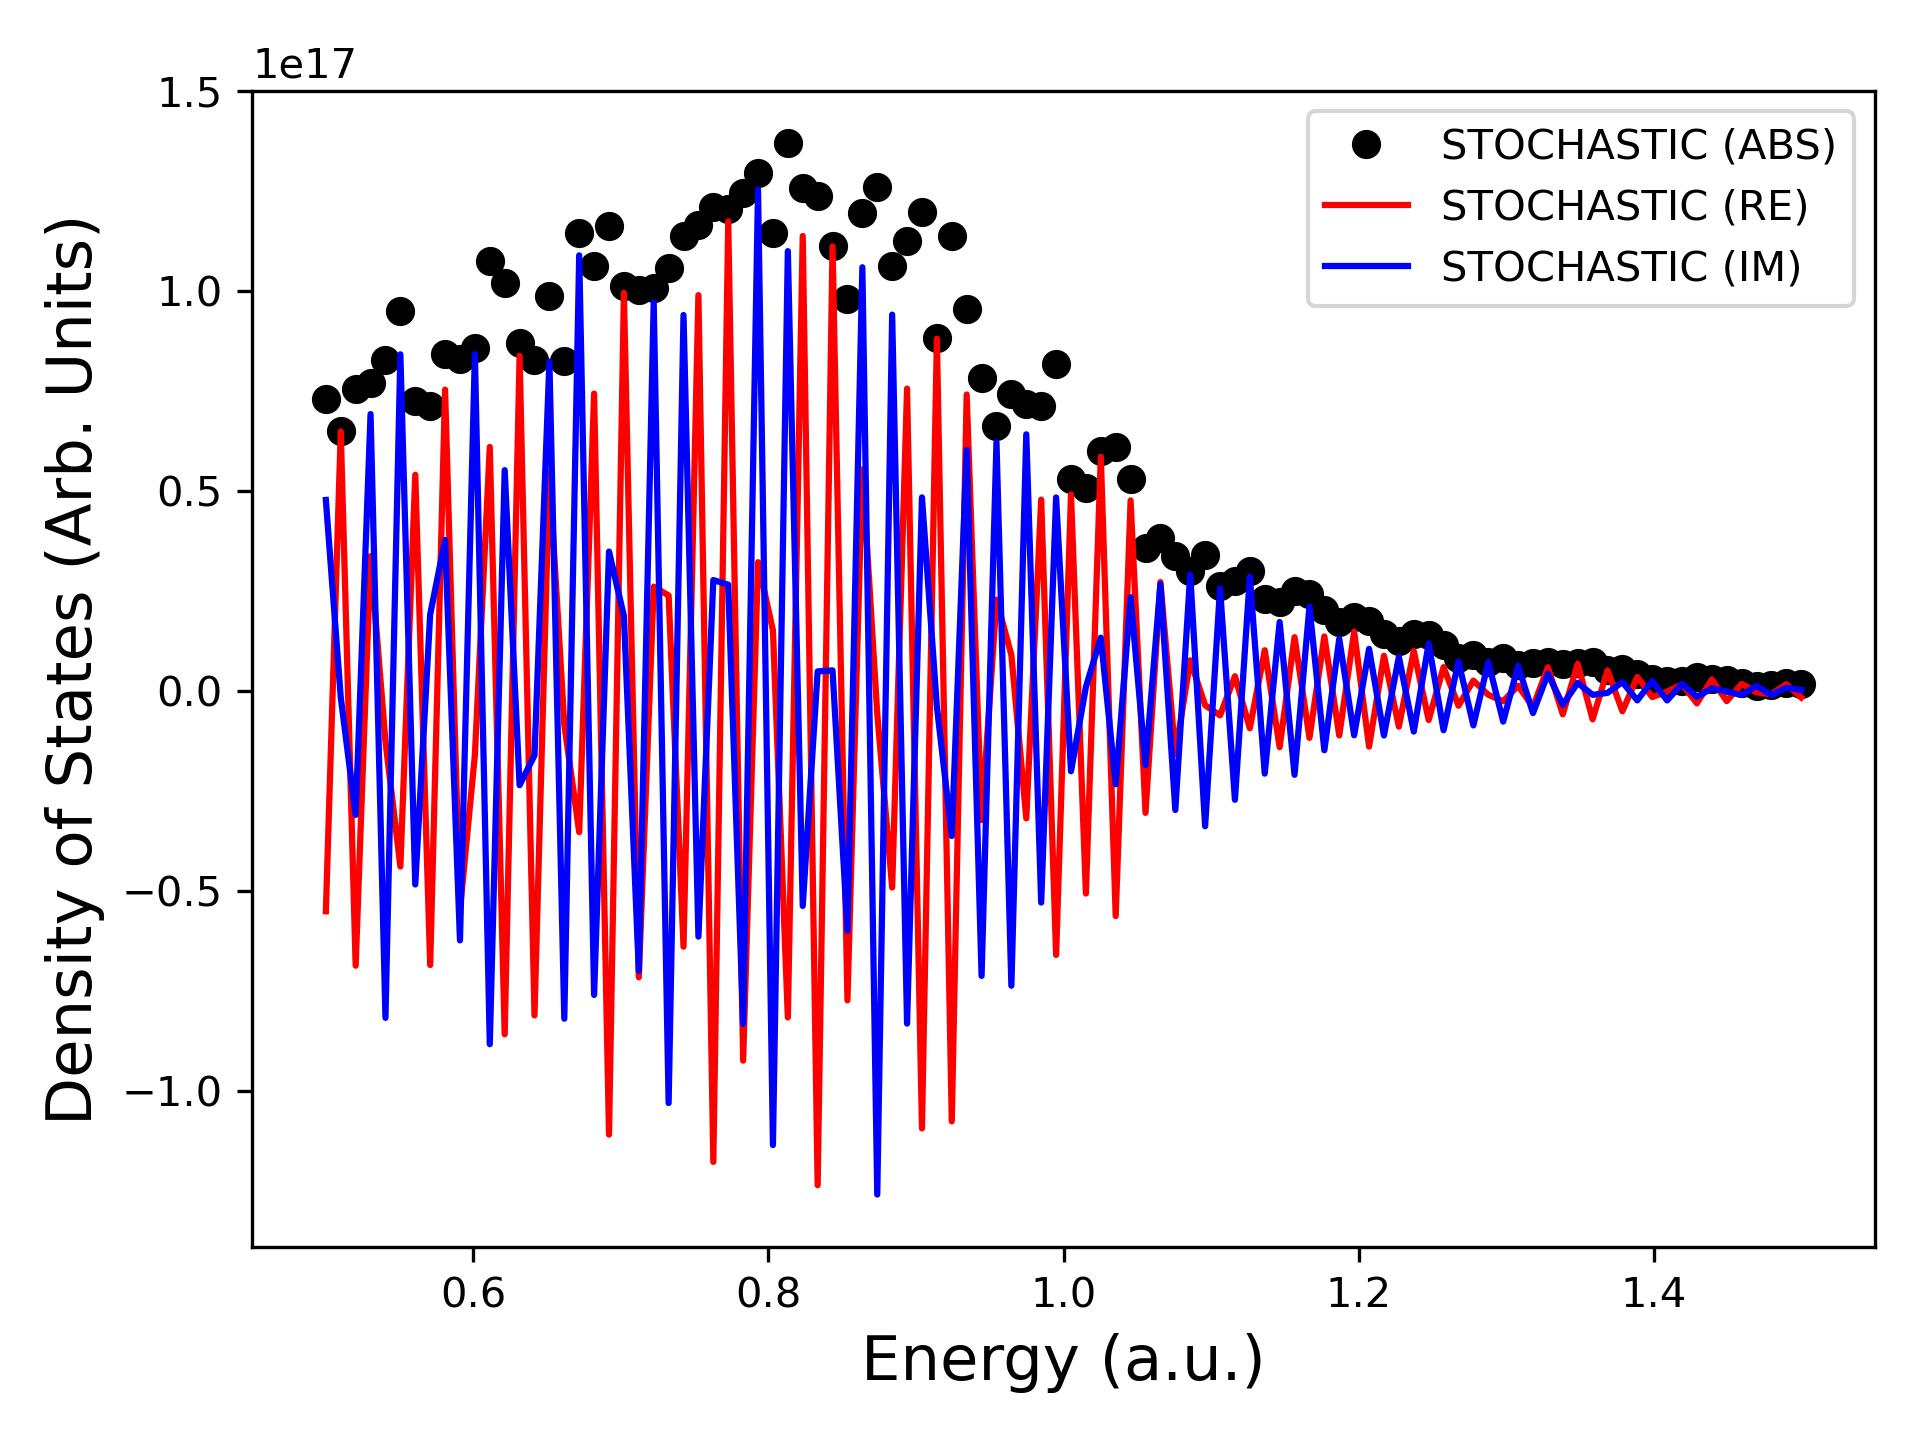 1e17
1.5
1.0
0.5
0.0
−0.5
−1.0
Density of States (Arb. Units)
STOCHASTIC (ABS)
STOCHASTIC (RE)
STOCHASTIC (IM)
0.6 0.8 1.0 1.2 1.4
Energy (a.u.)